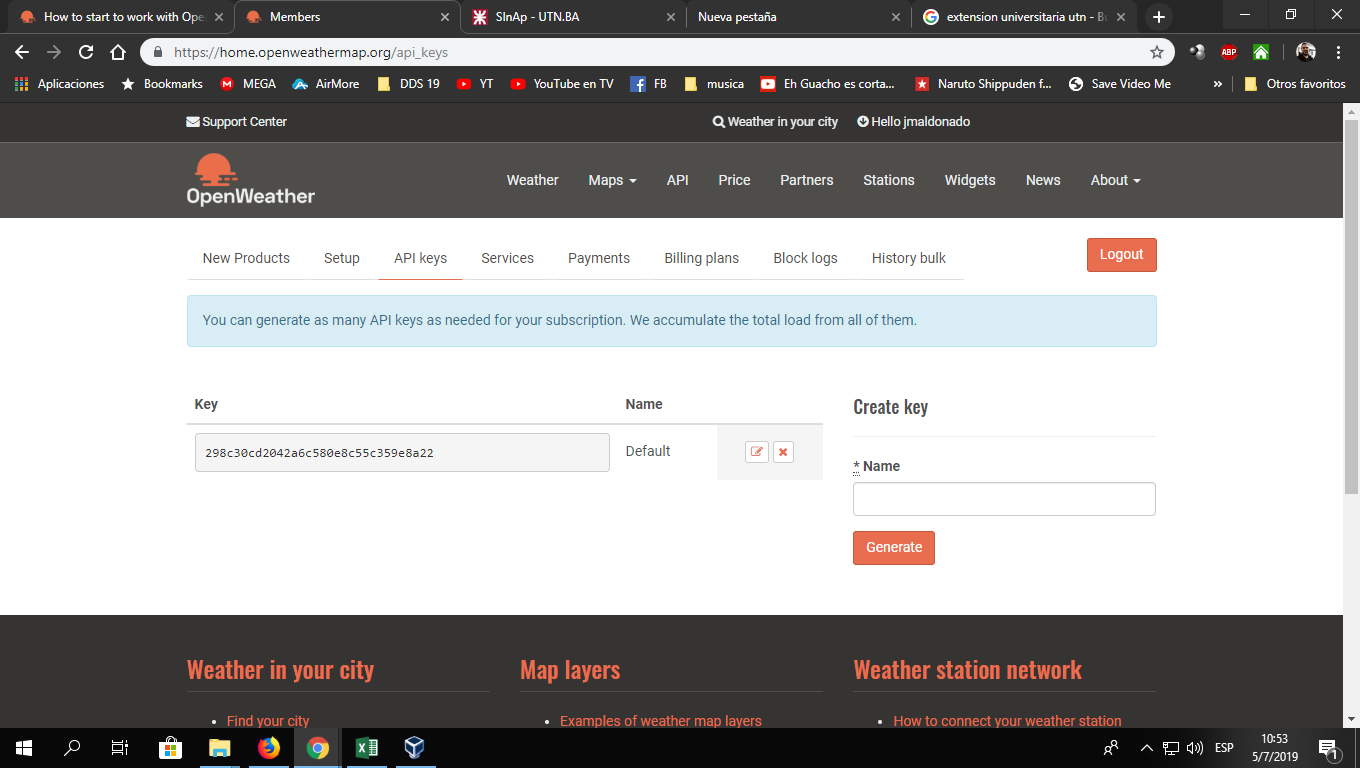 How to start to work with Ope
Members
SInAp - UTN.BA
Nueva pestaña
extension universitaria utn - Bu
https://home.openweathermap.org/api_keys
ABP
Aplicaciones
Bookmarks
MEGA
AirMore
DDS 19
YT
YouTube en TV
FB
musica
Eh Guacho es corta...
Naruto Shippuden f...
Save Video Me
»
Otros favoritos
Support Center
Weather in your city
Hello jmaldonado
OpenWeather
Weather
Maps
API
Price
Partners
Stations
Widgets
News
About
New Products
Setup
API keys
Services
Payments
Billing plans
Block logs
History bulk
Logout
You can generate as many API keys as needed for your subscription. We accumulate the total load from all of them.
Key
Name
Create key
298c30cd2042a6c580e8c55c359e8a22
Default
* Name
Generate
Weather in your city
Map layers
Weather station network
• Find your city
• Examples of weather map layers
• How to connect your weather station
ESP
10:53
5/7/2019
1